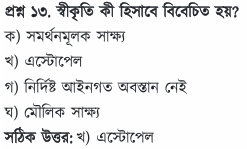 প্রশ্ন ১৩. স্বীকৃতি কী হিসাবে বিবেচিত হয়?
ক) সমর্থনমূলক সাক্ষ্য
খ) এস্টোপেল
গ) নির্দিষ্ট আইনগত অবস্থান নেই
ঘ) মৌলিক সাক্ষ্য
সঠিক উত্তর: খ) এস্টোপেল